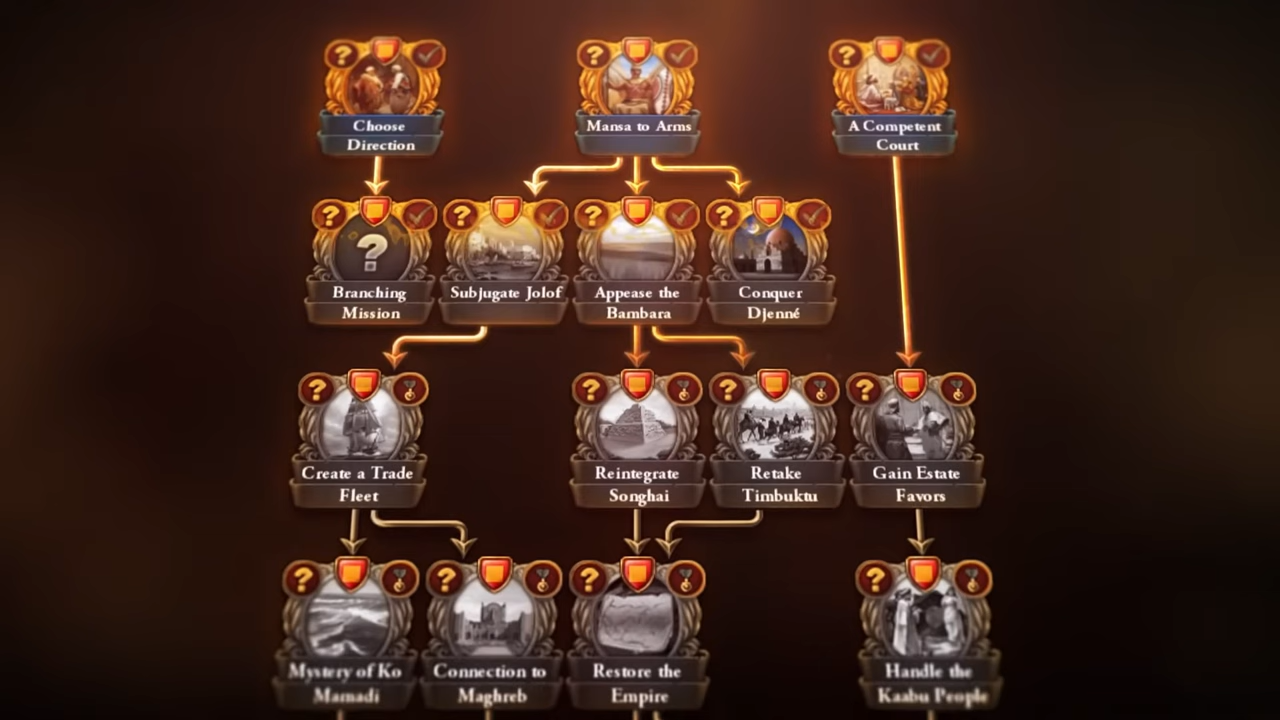 Choose
Direction
Mansa to Arms
A Competent
Court
Branching
Mission
Subjugate Jolof
Appease the
Bambara
Conquer
Djenné
Create a Trade
Fleet
Reintegrate
Songhai
Retake
Timbuktu
Gain Estate
Favors
Mystery of Ko
Mamadi
Connection to
Maghreb
Restore the
Empire
Handle the
Kaabu People